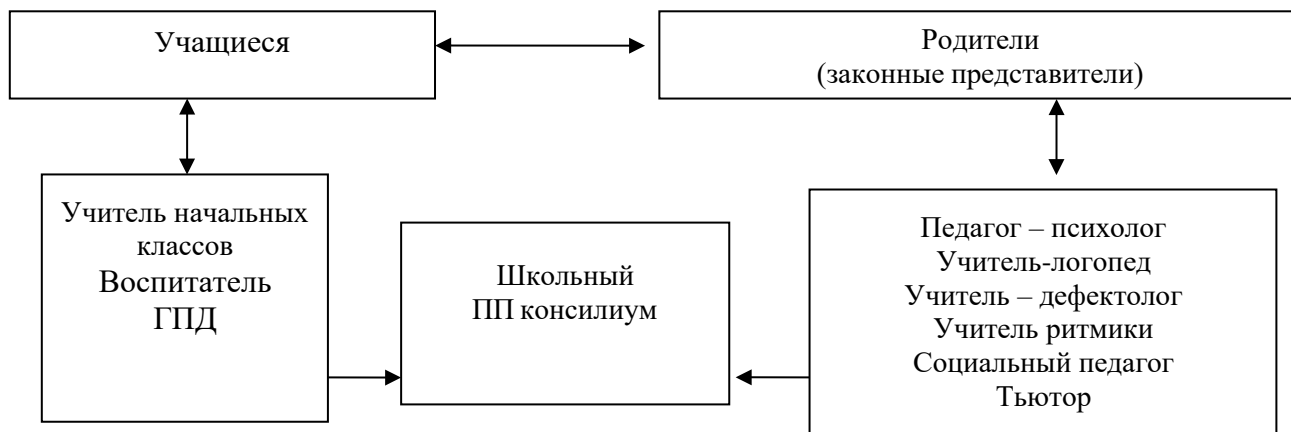 Учащиеся
Родители
(законные представители)
Учитель начальных
классов
Воспитатель
ГПД
Школьный
ПП консилиум
Педагог – психолог
Учитель-логопед
Учитель – дефектолог
Учитель ритмики
Социальный педагог
Тьютор